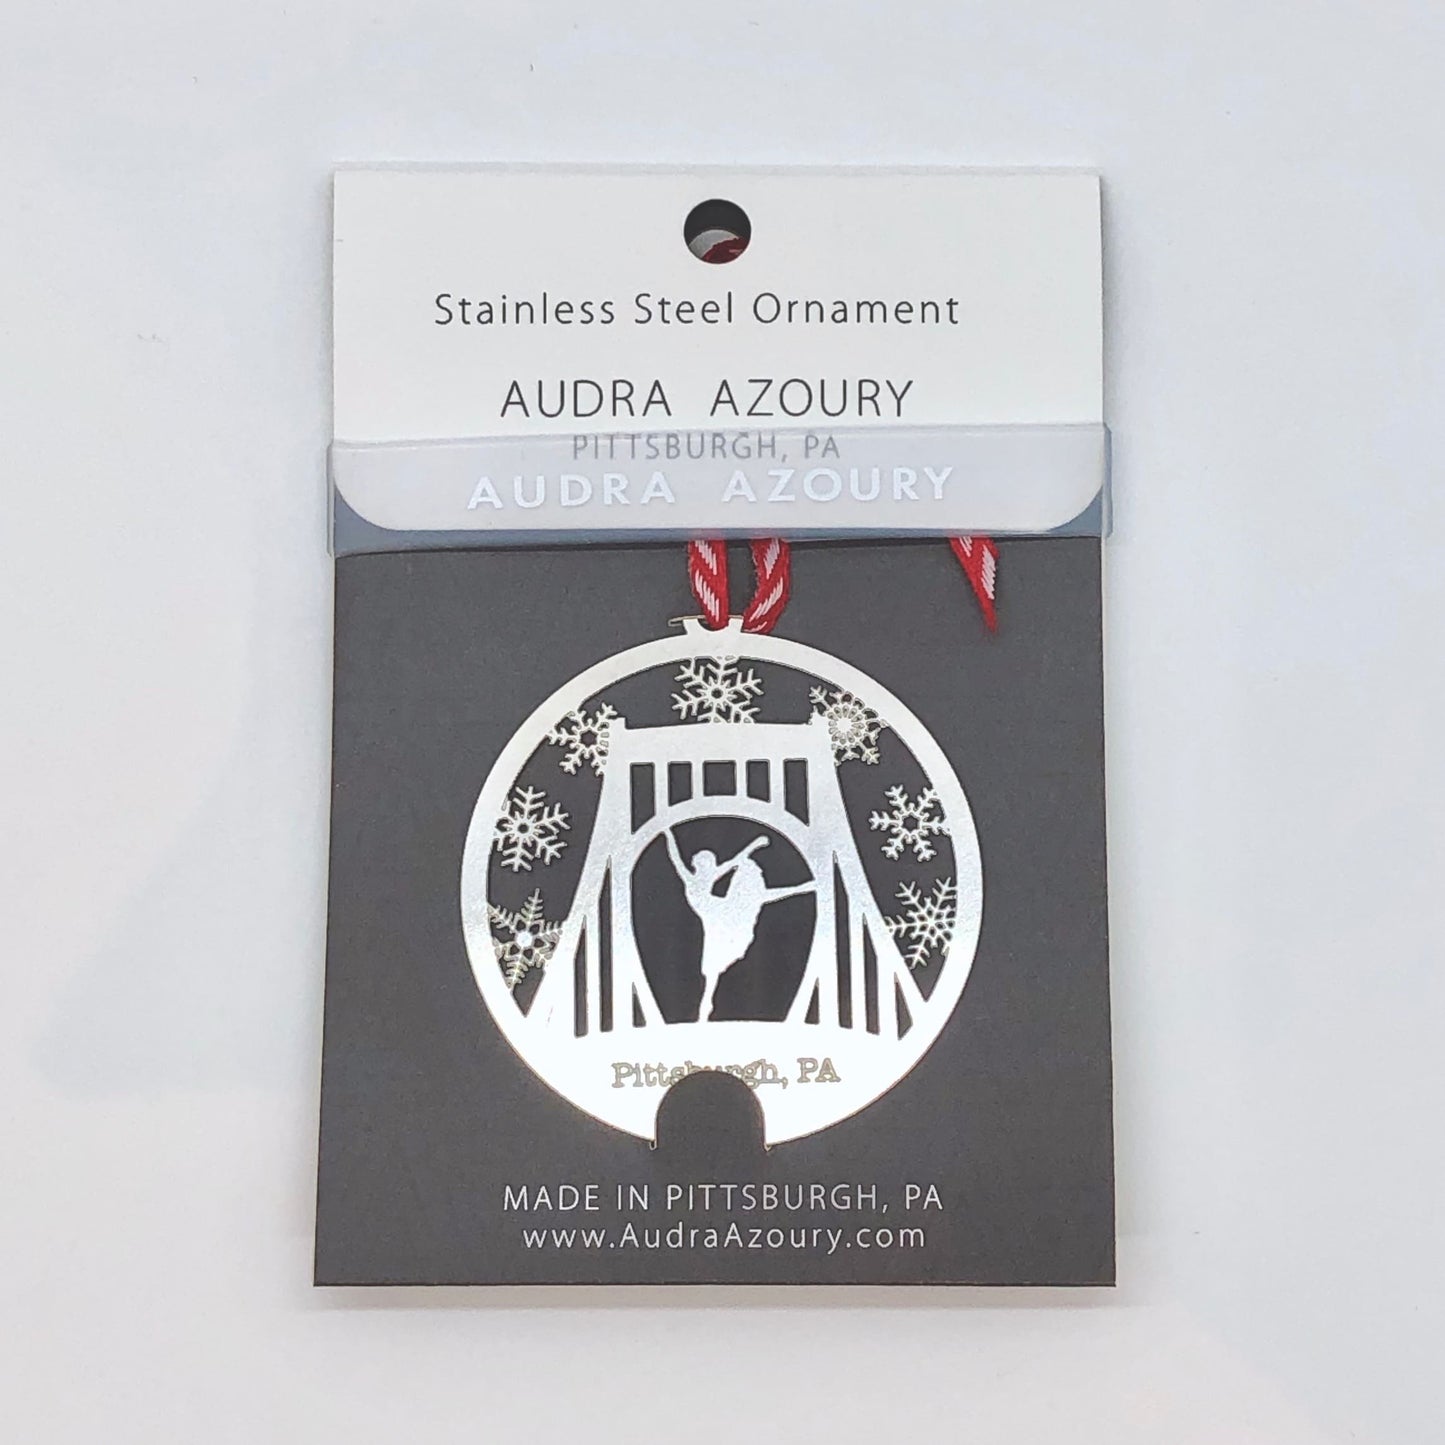 Stainless Steel Ornament
AUDRA AZOURY
PITTSBURGH, PA
AUDRA AZOURY
Pittsburgh, PA
MADE IN PITTSBURGH, PA
www.AudraAzoury.com